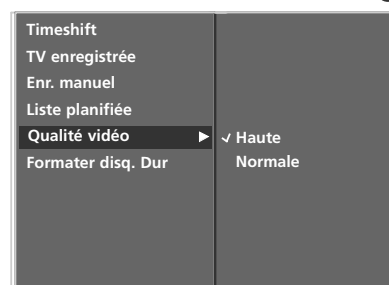 Timeshift
TV enregistrée
Enr. manuel
Liste planifiée
Qualité vidéo
✓ Haute
Normale
Formater disq. Dur